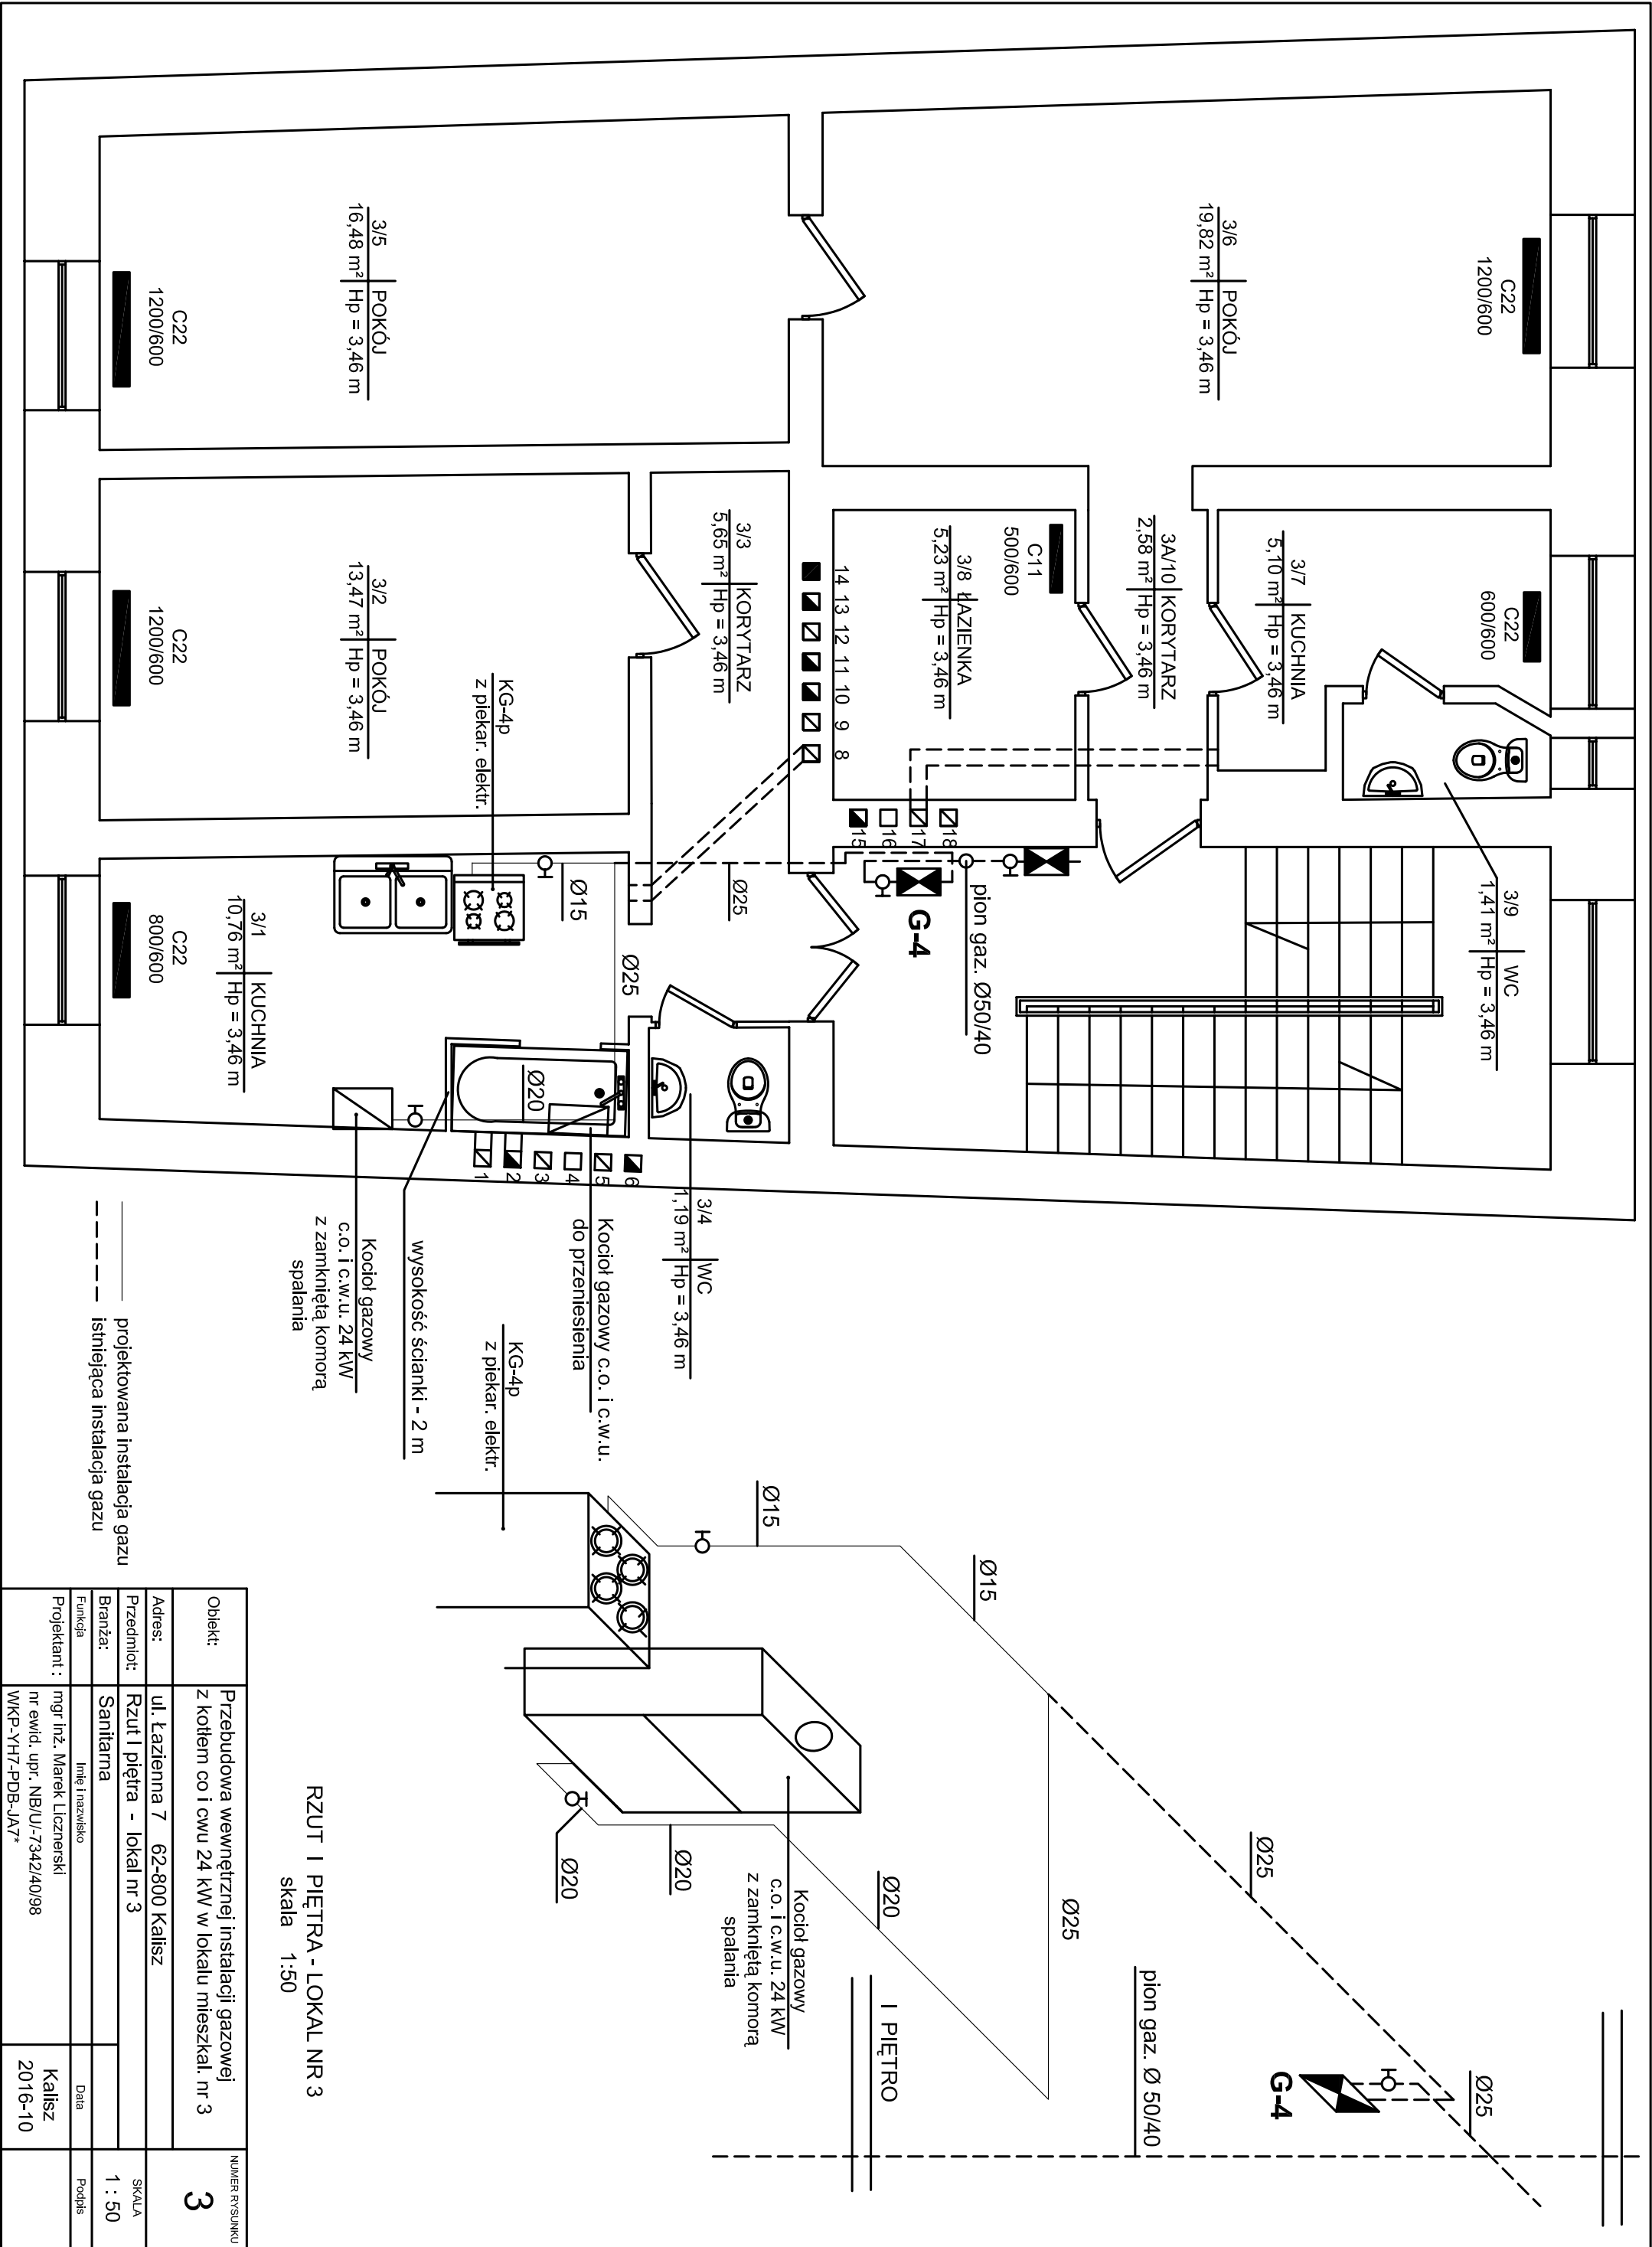 3/6 POKÓJ
19,82 m² Hp = 3,46 m
C22
1200/600
3/5 POKÓJ
16,48 m² Hp = 3,46 m
C22
1200/600
3/7 KUCHNIA
5,10 m² Hp = 3,46 m
C22
600/600
3A/10 KORYTARZ
2,58 m² Hp = 3,46 m
C11
500/600
3/8 ŁAZIENKA
5,23 m² Hp = 3,46 m
14 13 12 11 10 9 8
3/3 KORYTARZ
5,65 m² Hp = 3,46 m
3/2 POKÓJ
13,47 m² Hp = 3,46 m
C22
1200/600
KG-4p
z piekar. elektr.
18
17
16
15
3/9 WC
1,41 m² Hp = 3,46 m
pion gaz. Ø50/40
G-4
Ø25
Ø15
Ø25
Ø20
3/1 KUCHNIA
10,76 m² Hp = 3,46 m
C22
800/600
6
5
4
3
2
1
3/4 WC
1,19 m² Hp = 3,46 m
Kocioł gazowy c.o. i c.w.u.
do przeniesienia
wysokość ścianki - 2 m
Kocioł gazowy
c.o. i c.w.u. 24 kW
z zamkniętą komorą
spalania
projektowana instalacja gazu
istniejąca instalacja gazu
KG-4p
z piekar. elektr.
Ø15
Ø15
Ø25
Ø25
Ø25
G-4
pion gaz. Ø 50/40
I PIĘTRO
Ø20
Ø20
Ø20
Kocioł gazowy
c.o. i c.w.u. 24 kW
z zamkniętą komorą
spalania
RZUT I PIĘTRA - LOKAL NR 3
skala 1:50
Obiekt:
Przebudowa wewnętrznej instalacji gazowej
z kotłem co i cwu 24 kW w lokalu mieszkal. nr 3
NUMER RYSUNKU
3
Adres:
ul. Łazienna 7 62-800 Kalisz
Przedmiot:
Rzut I piętra - lokal nr 3
SKALA
1 : 50
Branża:
Sanitarna
Funkcja
Imię i nazwisko
Data
Podpis
Projektant :
mgr inż. Marek Licznerski
nr ewid. upr. NB/U/-7342/40/98
WKP-YH7-PDB-JA7*
Kalisz
2016-10